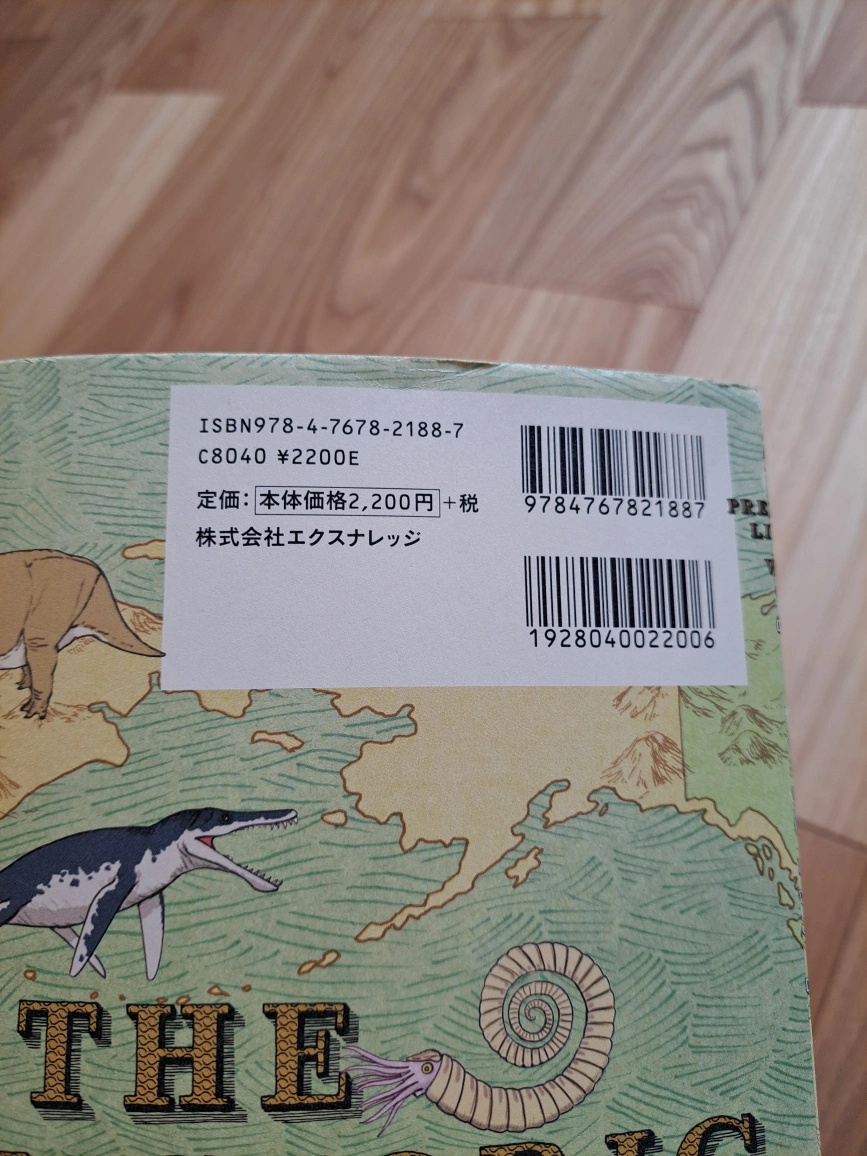 ISBN978-4-7678-2188-7
C8040 ¥2200E
定価：本体価格2,200円+税
株式会社エクスナレッジ
9784767821887
1928040022006
THE